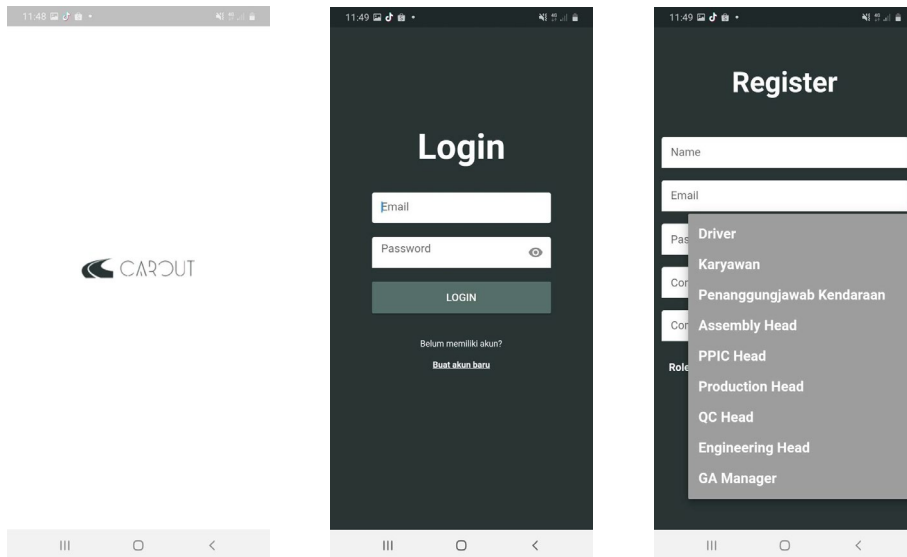 11:48
CAROUT
11:49
Login
Email
Password
LOGIN
Belum memiliki akun?
Buat akun baru
11:49
Register
Name
Email
Pas
Cor
Cor
Role
Driver
Karyawan
Penanggungjawab Kendaraan
Assembly Head
PPIC Head
Production Head
QC Head
Engineering Head
GA Manager